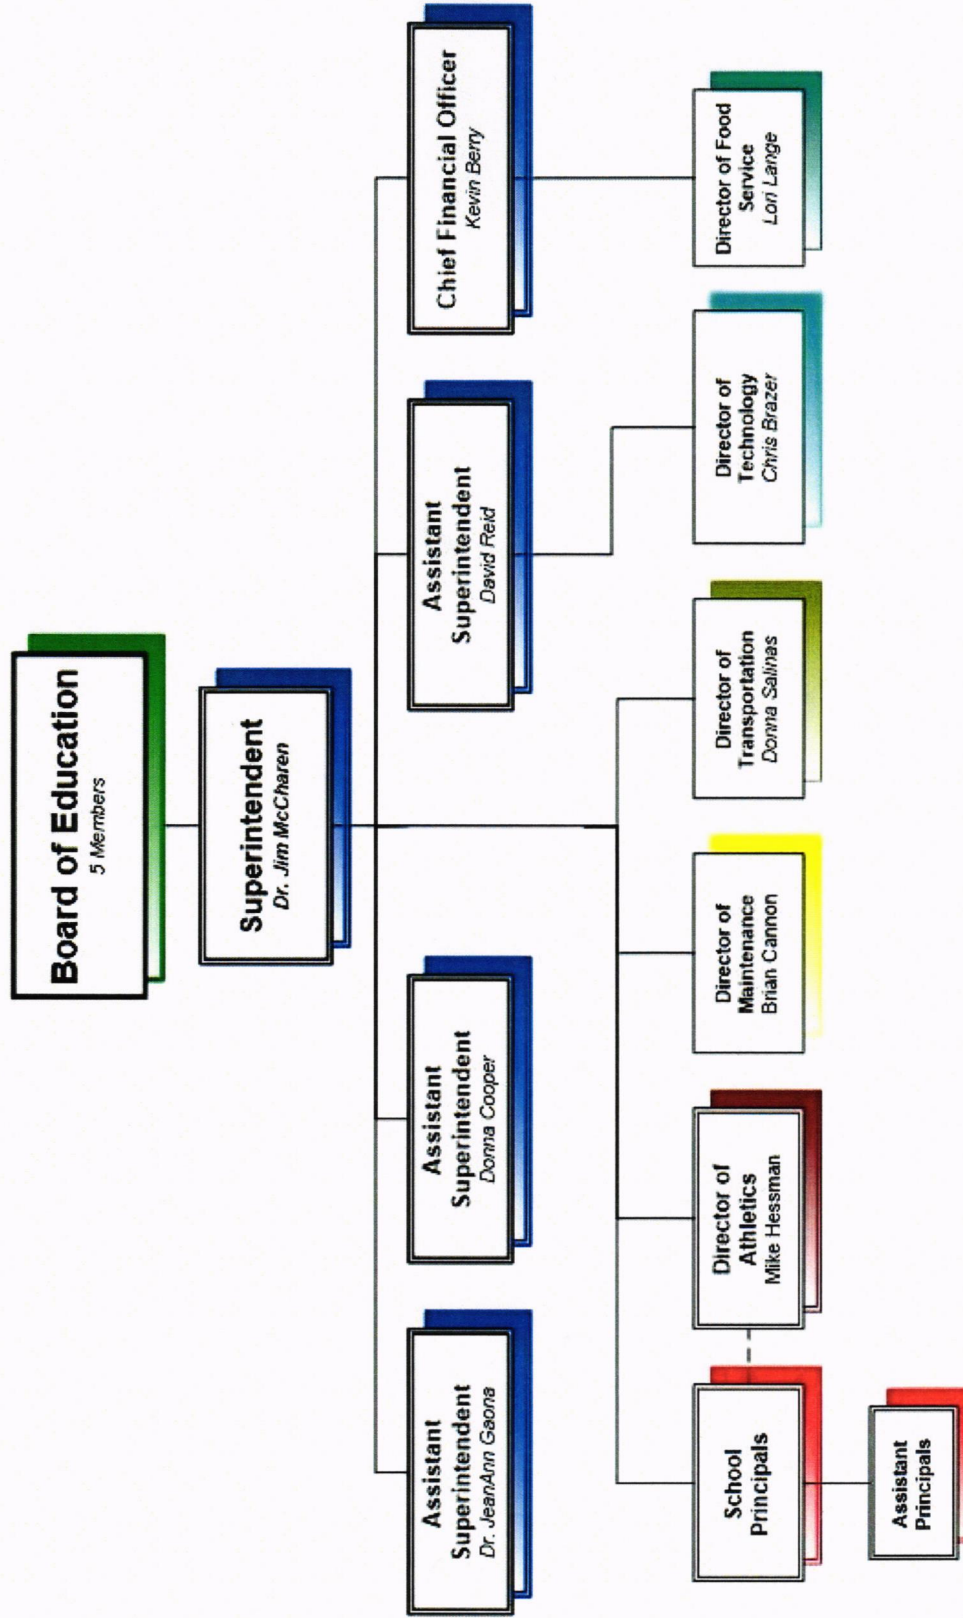 Board of Education
5 Members
Superintendent
Dr. Jim McCharen
Assistant
Superintendent
Dr. JeanAnn Gaona
Assistant
Superintendent
Donna Cooper
Assistant
Superintendent
David Reid
Chief Financial Officer
Kevin Berry
School
Principals
Director of
Athletics
Mike Hessman
Director of
Maintenance
Brian Cannon
Director of
Transportation
Donna Salinas
Director of
Technology
Chris Brazer
Director of Food
Service
Lori Lange
Assistant
Principals